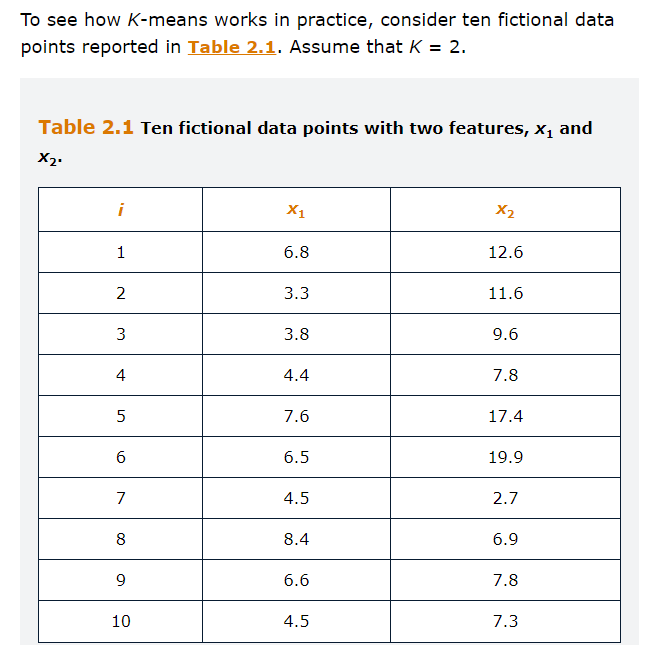 To see how K-means works in practice, consider ten fictional data
points reported in Table 2.1. Assume that K = 2.
Table 2.1 Ten fictional data points with two features, x₁ and
x₂.
i x₁ x₂
1 6.8 12.6
2 3.3 11.6
3 3.8 9.6
4 4.4 7.8
5 7.6 17.4
6 6.5 19.9
7 4.5 2.7
8 8.4 6.9
9 6.6 7.8
10 4.5 7.3